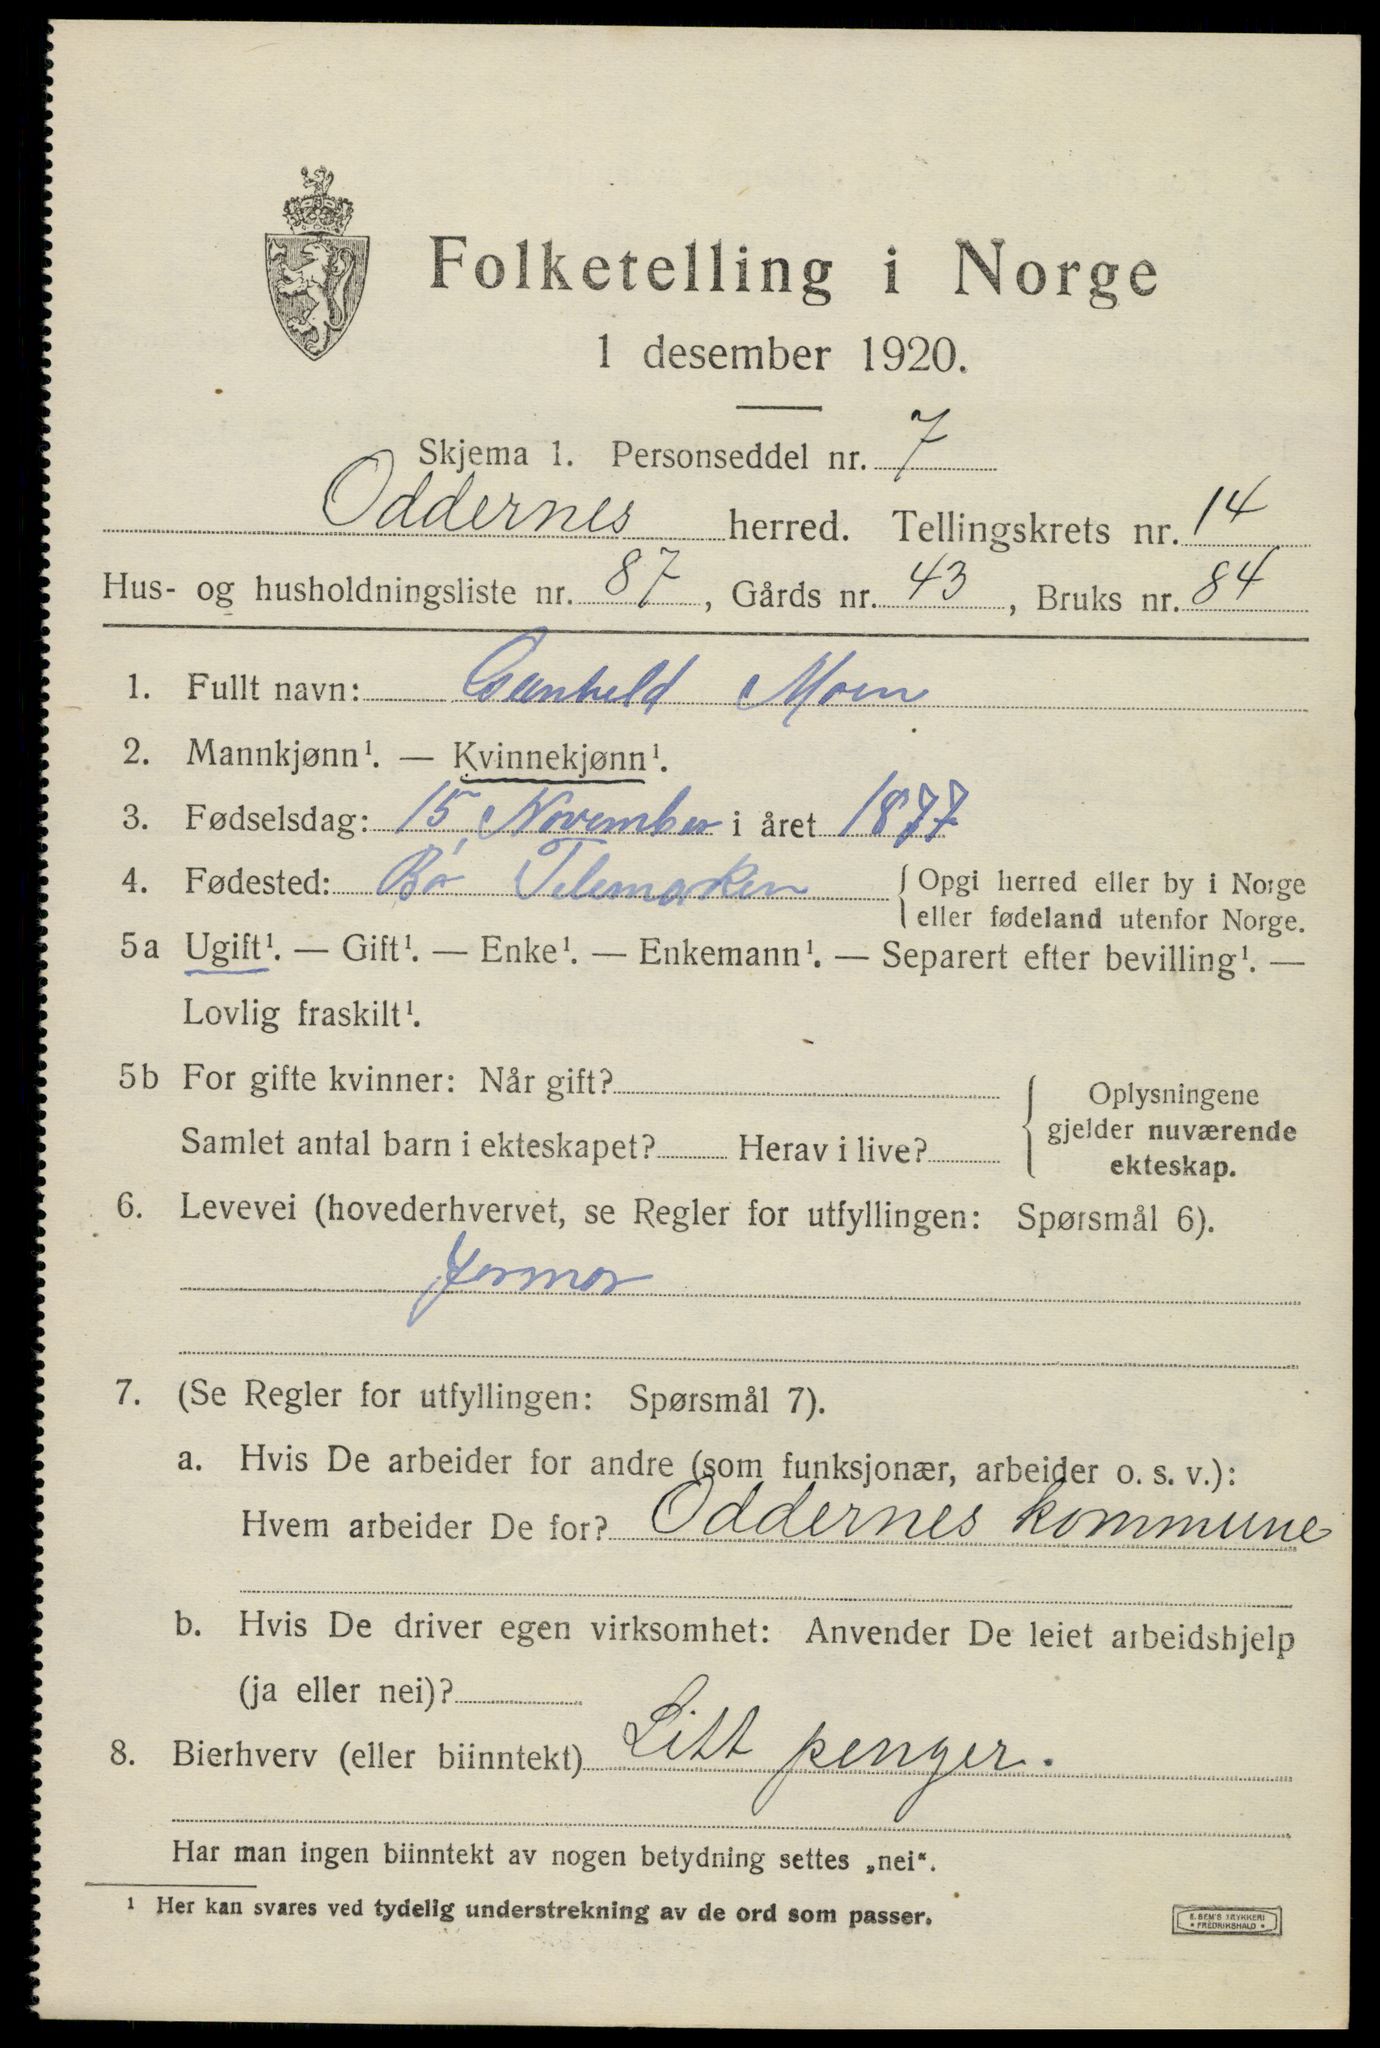 Folketelling i Norge
1 desember 1920.
Skjema 1. Personseddel nr. 7
Oddernes herred. Tellingskrets nr. 14
Hus- og husholdningsliste nr. 87, Gårds nr. 43, Bruks nr. 84
1. Fullt navn: Gunhild Moen
2. Mannkjønn¹. — Kvinnekjønn¹.
3. Fødselsdag: 15 November i året 1877
4. Fødested: Bø Telemarken { Opgi herred eller by i Norge
eller fødeland utenfor Norge.
5a Ugift¹. — Gift¹. — Enke¹. — Enkemann¹. — Separert efter bevilling¹. —
Lovlig fraskilt¹.
5b For gifte kvinner: Når gift?
Samlet antal barn i ekteskapet? Herav i live?
{ Oplysningene
gjelder nuværende
ekteskap.
6. Levevei (hovederhvervet, se Regler for utfyllingen: Spørsmål 6).
Jormor
7. (Se Regler for utfyllingen: Spørsmål 7).
a. Hvis De arbeider for andre (som funksjonær, arbeider o. s. v.):
Hvem arbeider De for? Oddernes kommune
b. Hvis De driver egen virksomhet: Anvender De leiet arbeidshjelp
(ja eller nei)?
8. Bierhverv (eller biinntekt) Litt penger.
Har man ingen biinntekt av nogen betydning settes „nei“.
¹ Her kan svares ved tydelig understrekning av de ord som passer.
E. SEM'S TRYKKERI
* FREDRIKSHALD *